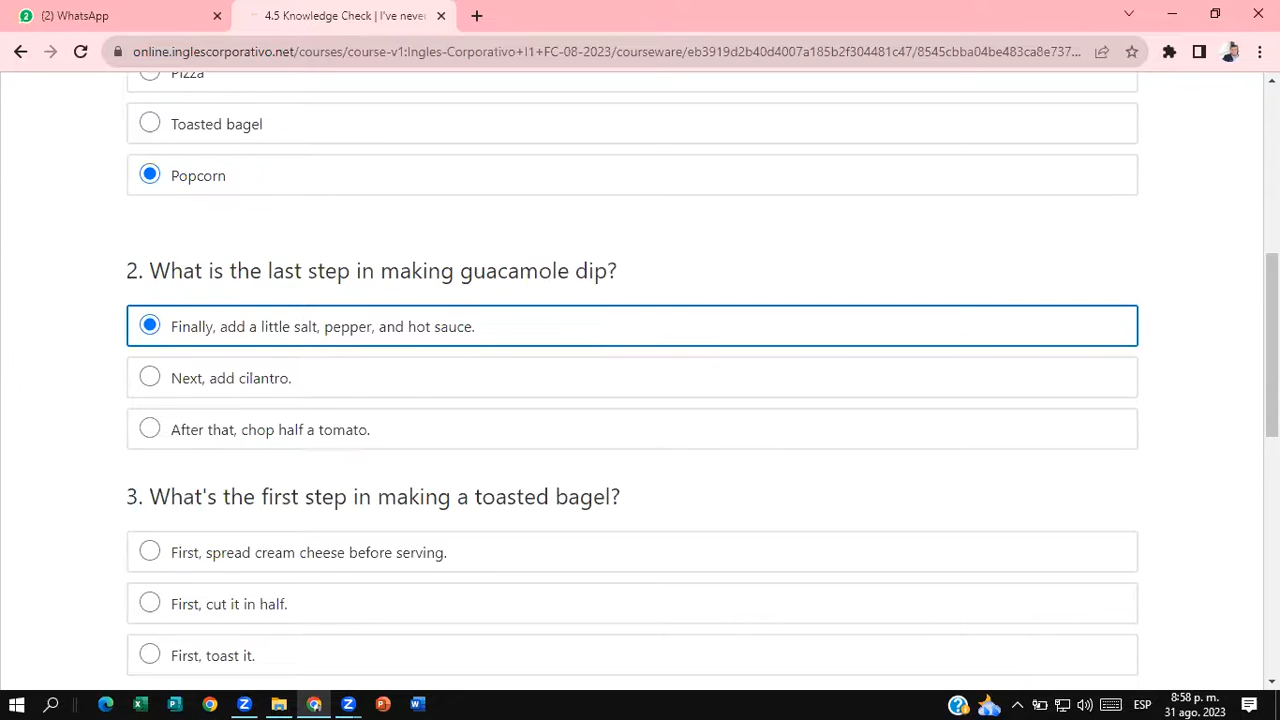 (2) WhatsApp
4.5 Knowledge Check | I've never
online.inglescorporativo.net/courses/course-v1:Ingles-Corporativo+I1+FC-08-2023/courseware/eb3919d2b40d4007a185b2f304481c47/8545cbba04be483ca8e737...
Pizza
Toasted bagel
Popcorn
2. What is the last step in making guacamole dip?
Finally, add a little salt, pepper, and hot sauce.
Next, add cilantro.
After that, chop half a tomato.
3. What's the first step in making a toasted bagel?
First, spread cream cheese before serving.
First, cut it in half.
First, toast it.
ESP
8:58 p. m.
31 ago. 2023